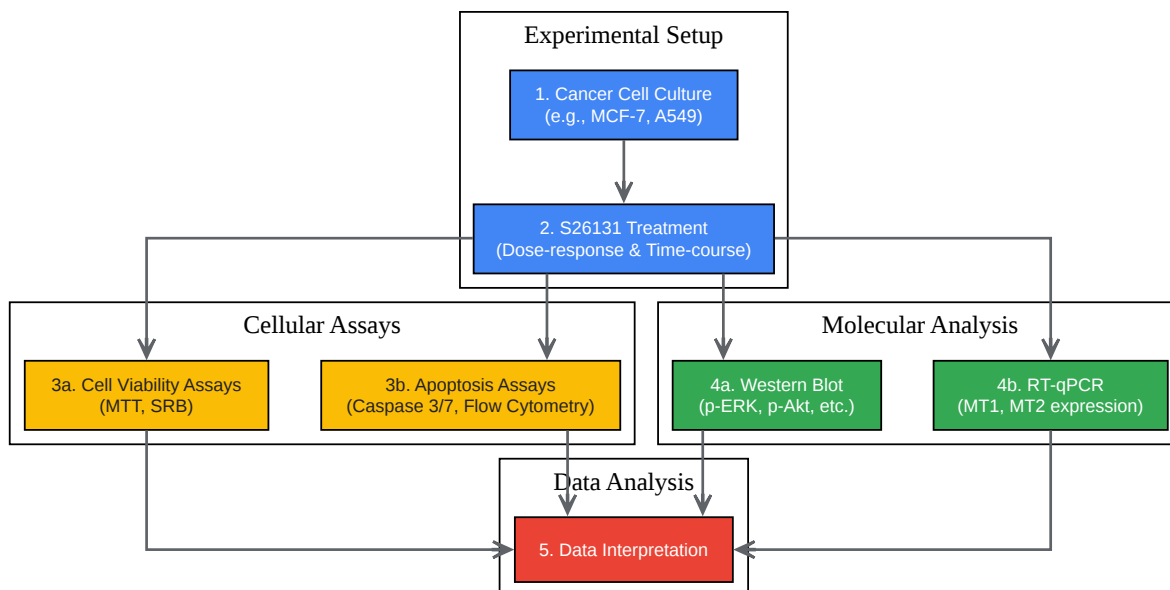 Experimental Setup
1. Cancer Cell Culture
(e.g., MCF-7, A549)
2. S26131 Treatment
(Dose-response & Time-course)
Cellular Assays
Molecular Analysis
3a. Cell Viability Assays
(MTT, SRB)
3b. Apoptosis Assays
(Caspase 3/7, Flow Cytometry)
4a. Western Blot
(p-ERK, p-Akt, etc.)
4b. RT-qPCR
(MT1, MT2 expression)
Data Analysis
5. Data Interpretation